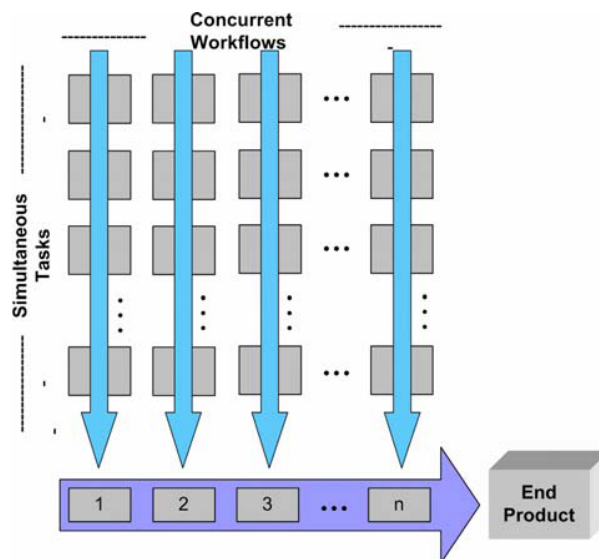 Concurrent
Workflows
Simultaneous
Tasks
1
2
3
n
End
Product